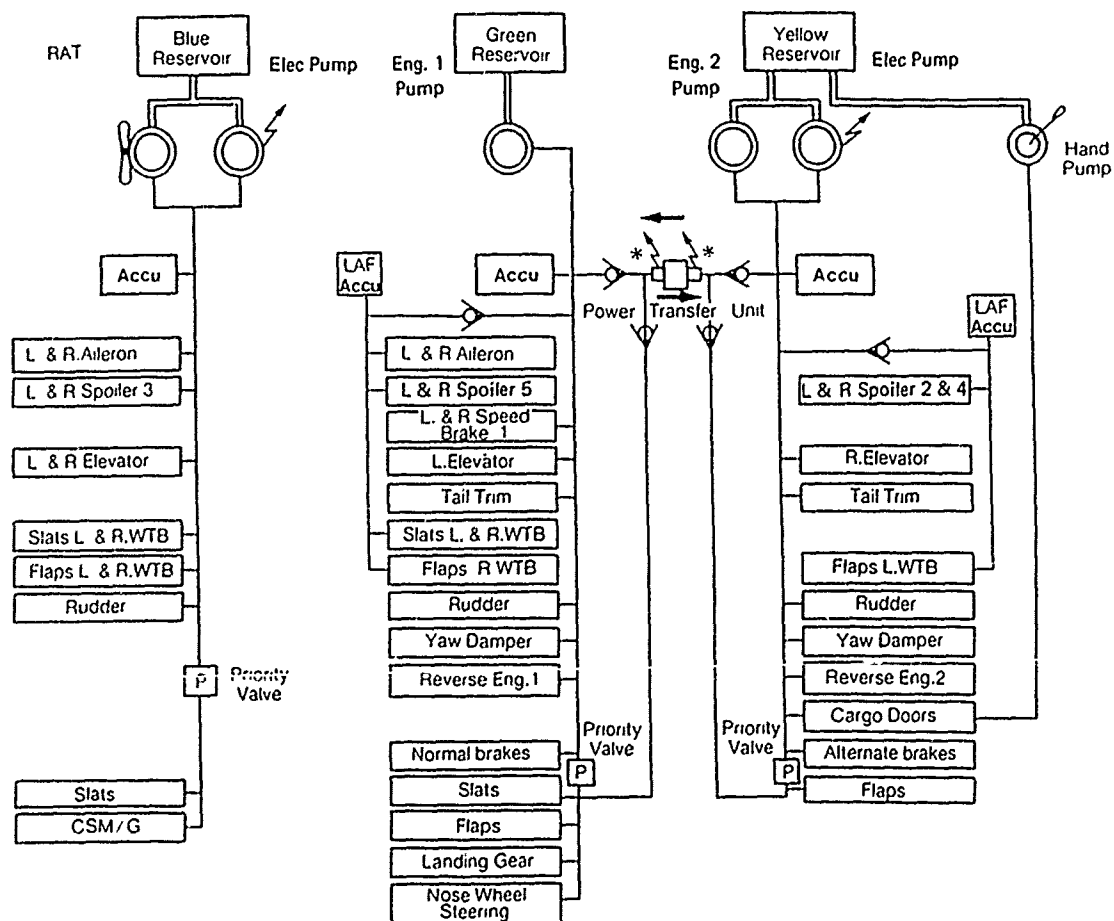 RAT
Blue
Reservoir
Elec Pump
Eng. 1
Pump
Green
Reservoir
Eng. 2
Pump
Yellow
Reservoir
Elec Pump
Hand
Pump
Accu
LAF
Accu
Accu
*
*
Power Transfer Unit
Accu
LAF
Accu
L & R.Aileron
L & R Spoiler 3
L & R Elevator
Slats L & R.WTB
Flaps L & R.WTB
Rudder
P
Priority
Valve
Slats
CSM/G
L & R Aileron
L & R Spoiler 5
L. & R Speed
Brake 1
L.Elevator
Tail Trim
Slats L. & R.WTB
Flaps R WTB
Rudder
Yaw Damper
Reverse Eng.1
Priority
Valve
Normal brakes
P
Slats
Flaps
Landing Gear
Nose Wheel
Steering
L & R Spoiler 2 & 4
R.Elevator
Tail Trim
Flaps L.WTB
Rudder
Yaw Damper
Reverse Eng.2
Cargo Doors
Priority
Valve
Alternate brakes
P
Flaps